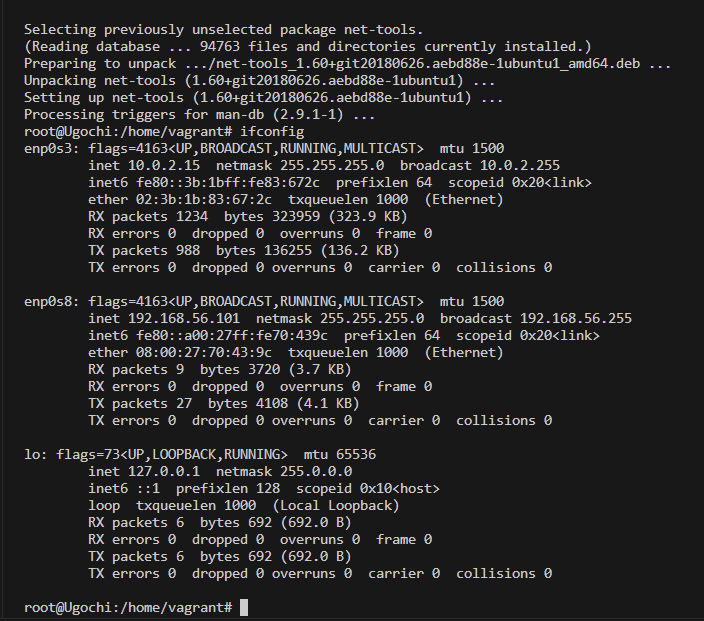 Selecting previously unselected package net-tools.
(Reading database ... 94763 files and directories currently installed.)
Preparing to unpack .../net-tools_1.60+git20180626.aebd88e-1ubuntu1_amd64.deb ...
Unpacking net-tools (1.60+git20180626.aebd88e-1ubuntu1) ...
Setting up net-tools (1.60+git20180626.aebd88e-1ubuntu1) ...
Processing triggers for man-db (2.9.1-1) ...
root@Ugochi:/home/vagrant# ifconfig
enp0s3: flags=4163<UP,BROADCAST,RUNNING,MULTICAST>  mtu 1500
        inet 10.0.2.15  netmask 255.255.255.0  broadcast 10.0.2.255
        inet6 fe80::3b:1bff:fe83:672c  prefixlen 64  scopeid 0x20<link>
        ether 02:3b:1b:83:67:2c  txqueuelen 1000  (Ethernet)
        RX packets 1234  bytes 323959 (323.9 KB)
        RX errors 0  dropped 0  overruns 0  frame 0
        TX packets 988  bytes 136255 (136.2 KB)
        TX errors 0  dropped 0 overruns 0  carrier 0  collisions 0

enp0s8: flags=4163<UP,BROADCAST,RUNNING,MULTICAST>  mtu 1500
        inet 192.168.56.101  netmask 255.255.255.0  broadcast 192.168.56.255
        inet6 fe80::a00:27ff:fe70:439c  prefixlen 64  scopeid 0x20<link>
        ether 08:00:27:70:43:9c  txqueuelen 1000  (Ethernet)
        RX packets 9  bytes 3720 (3.7 KB)
        RX errors 0  dropped 0  overruns 0  frame 0
        TX packets 27  bytes 4108 (4.1 KB)
        TX errors 0  dropped 0 overruns 0  carrier 0  collisions 0

lo: flags=73<UP,LOOPBACK,RUNNING>  mtu 65536
        inet 127.0.0.1  netmask 255.0.0.0
        inet6 ::1  prefixlen 128  scopeid 0x10<host>
        loop  txqueuelen 1000  (Local Loopback)
        RX packets 6  bytes 692 (692.0 B)
        RX errors 0  dropped 0  overruns 0  frame 0
        TX packets 6  bytes 692 (692.0 B)
        TX errors 0  dropped 0 overruns 0  carrier 0  collisions 0

root@Ugochi:/home/vagrant#